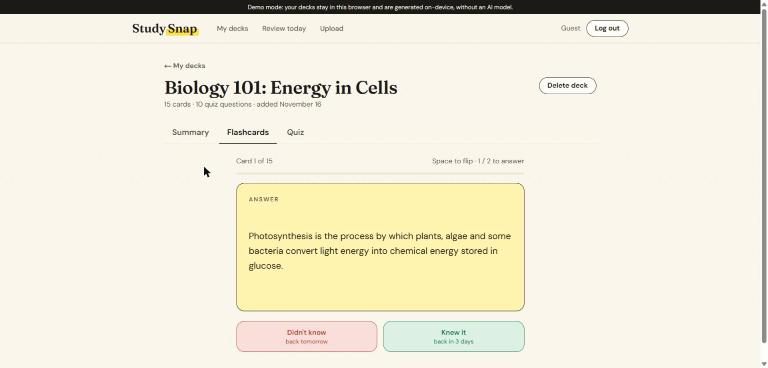 Demo mode: your decks stay in this browser and are generated on-device, without an AI model.
Study Snap
My decks
Review today
Upload
Guest
Log out
← My decks
Biology 101: Energy in Cells
Delete deck
15 cards · 10 quiz questions · added November 16
Summary
Flashcards
Quiz
Card 1 of 15
Space to flip · 1 / 2 to answer
ANSWER
Photosynthesis is the process by which plants, algae and some
bacteria convert light energy into chemical energy stored in
glucose.
Didn't know
back tomorrow
Knew it
back in 3 days